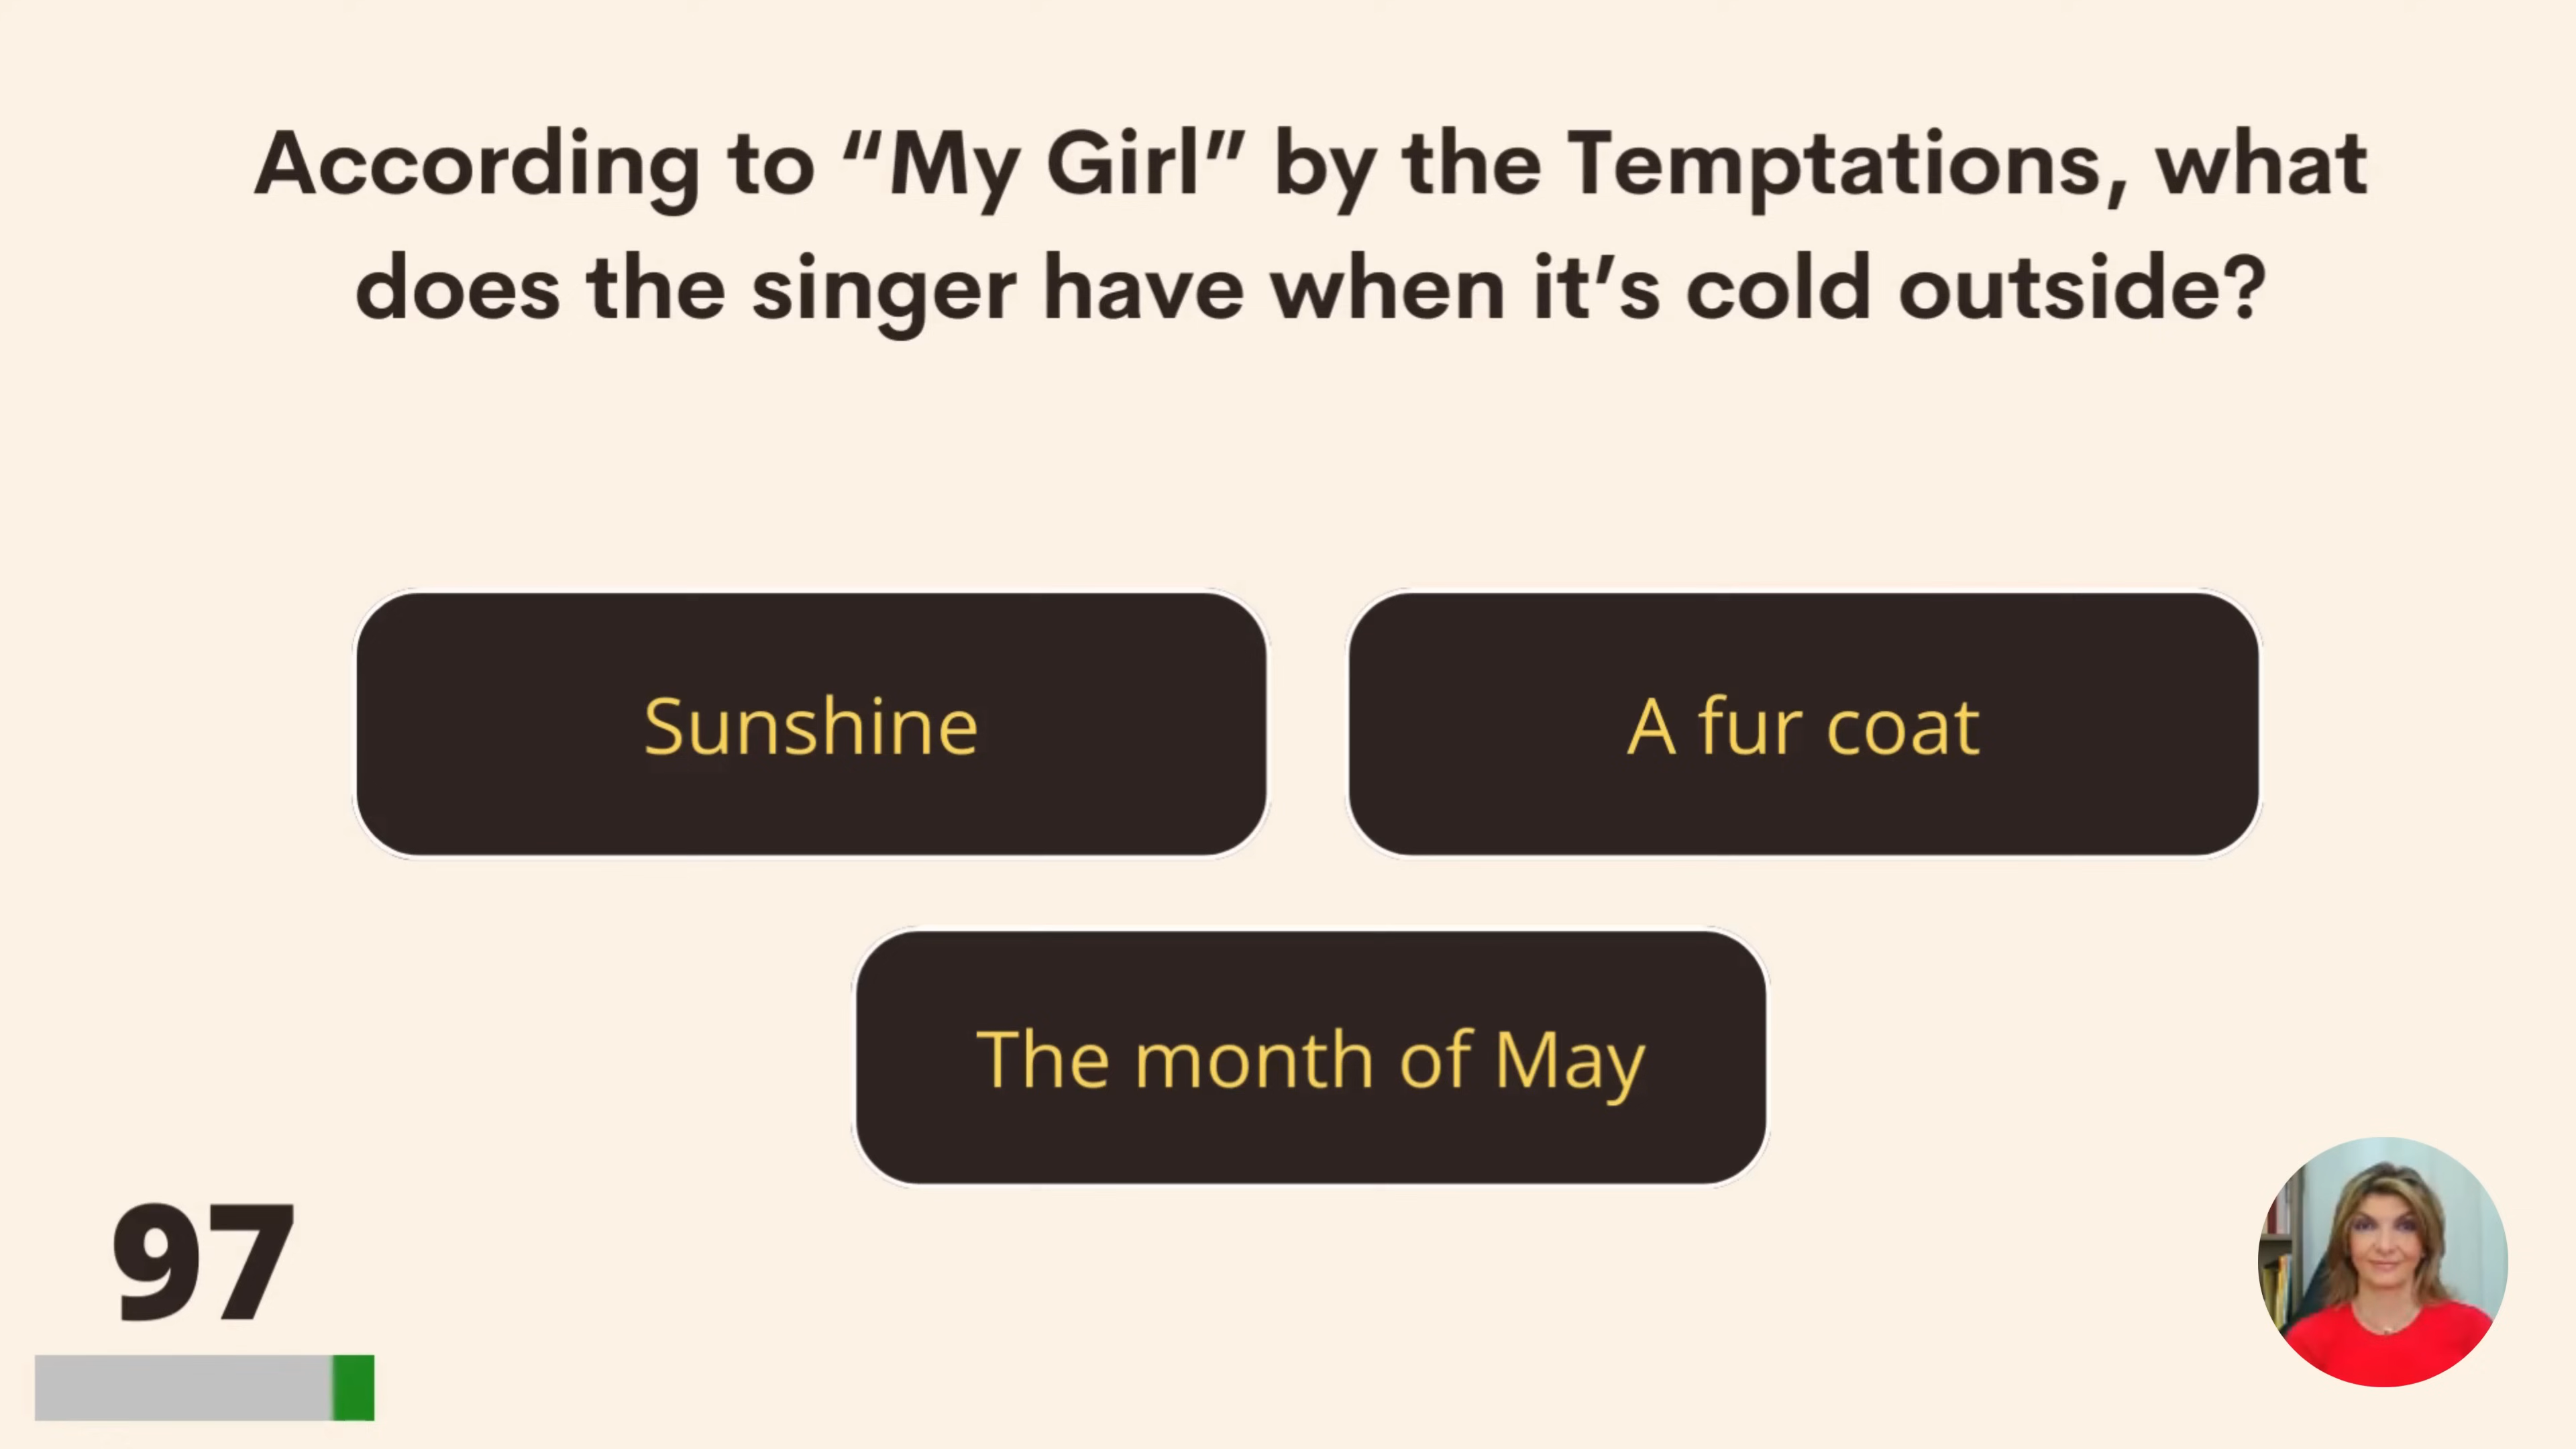 According to “My Girl” by the Temptations, what
does the singer have when it’s cold outside?
Sunshine
A fur coat
The month of May
97